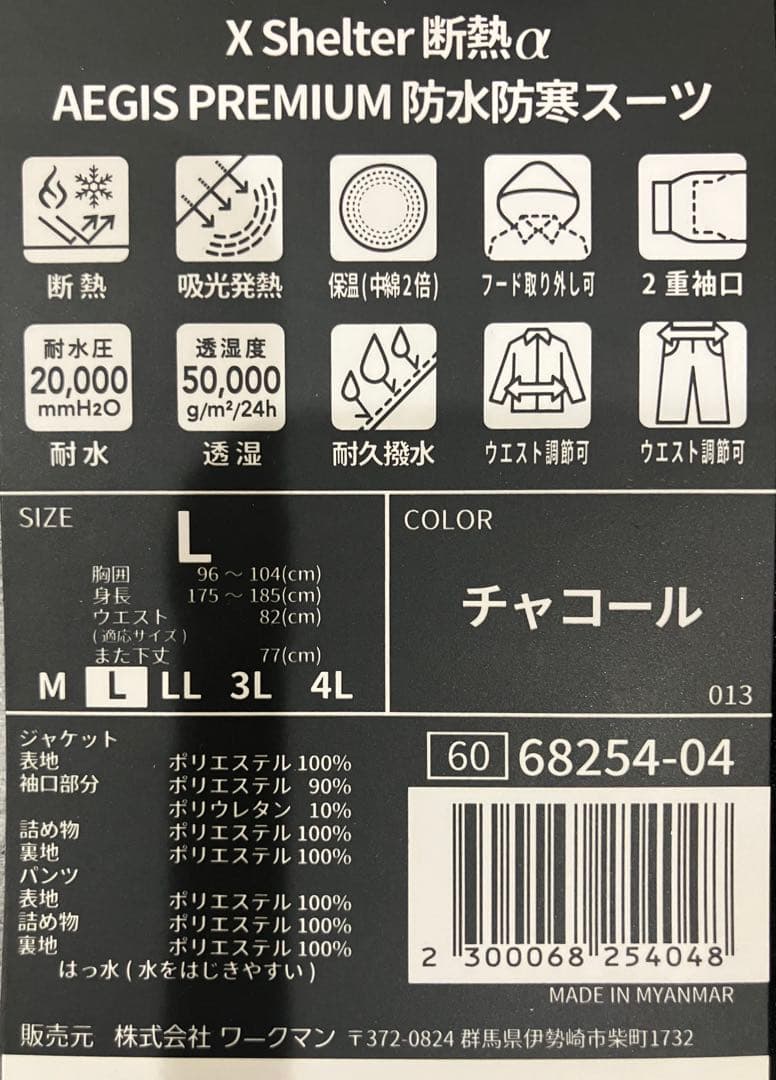 X Shelter 断熱α
AEGIS PREMIUM 防水防寒スーツ
断熱
吸光発熱
保温(中綿2倍)
フード取り外し可
2重袖口
耐水圧
20,000
mmH2O
耐水
透湿度
50,000
g/m²/24h
透湿
耐久撥水
ウエスト調節可
ウエスト調節可
SIZE
L
胸囲 96～104(cm)
身長 175～185(cm)
ウエスト 82(cm)
(適応サイズ)
また下丈 77(cm)
M L LL 3L 4L
COLOR
チャコール
013
ジャケット
表地 ポリエステル 100%
袖口部分 ポリエステル 90%
ポリウレタン 10%
詰め物 ポリエステル 100%
裏地 ポリエステル 100%
パンツ
表地 ポリエステル 100%
詰め物 ポリエステル 100%
裏地 ポリエステル 100%
はっ水(水をはじきやすい)
60 68254-04
2 300068 254048
MADE IN MYANMAR
販売元 株式会社 ワークマン 〒372-0824 群馬県伊勢崎市柴町1732